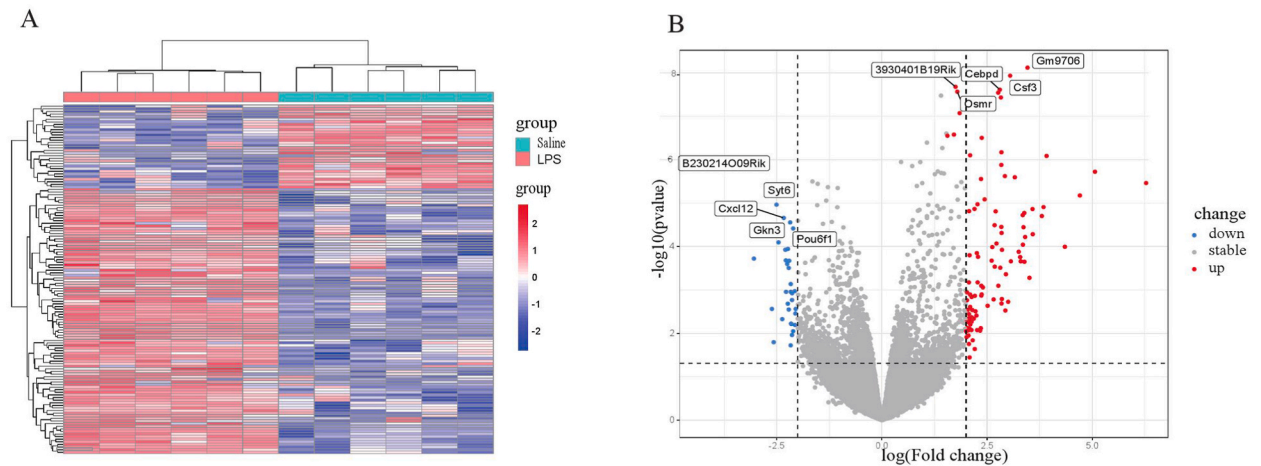 A
group
Saline
LPS
group
2
1
0
-1
-2
B
Gm9706
3930401B19Rik
Cebpd
Csf3
Osmr
B230214O09Rik
Syt6
Cxcl12
Gkn3
Pou6f1
8
6
4
2
0
-log10(pvalue)
-2.5
0.0
2.5
5.0
log(Fold change)
change
down
stable
up